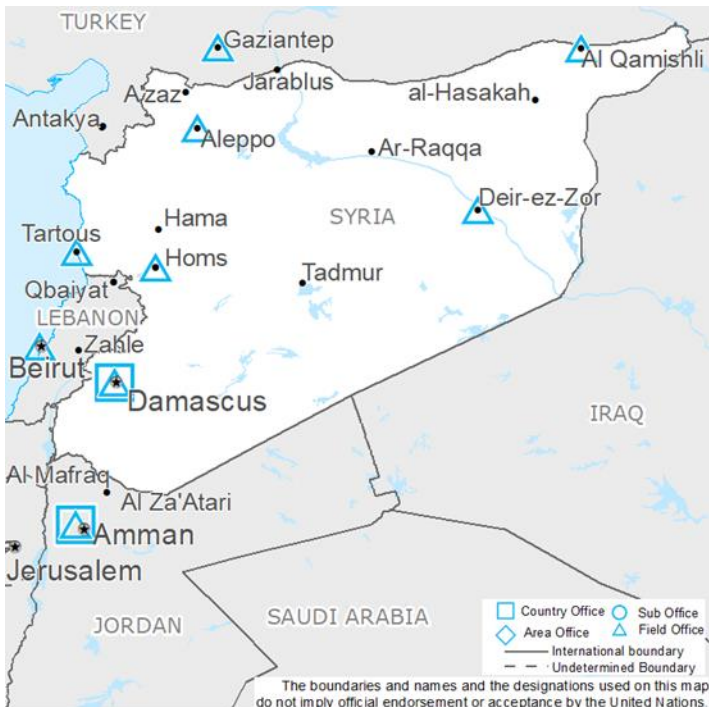 TURKEY
Gaziantep
Al Qamishli
Jarablus
A'zaz
al-Hasakah
Antakya
Aleppo
Ar-Raqqa
Deir-ez-Zor
Hama
SYRIA
Tartous
Homs
Tadmur
Qbaiyat
LEBANON
Zahle
Beirut
Damascus
IRAQ
Al-Mafraq
Al Za'Atari
Amman
Jerusalem
JORDAN
SAUDI ARABIA
Country Office
Sub Office
Area Office
Field Office
International boundary
Undetermined Boundary
The boundaries and names and the designations used on this map
do not imply official endorsement or acceptance by the United Nations.